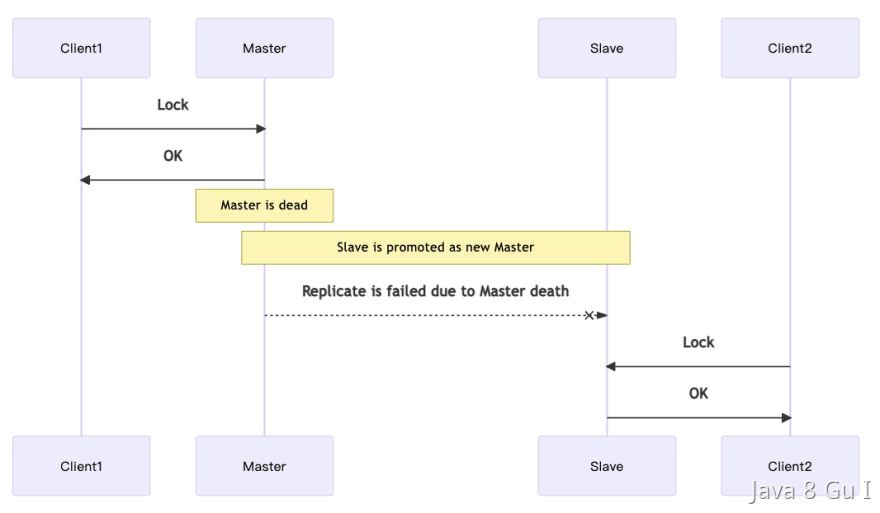 Client1
Master
Slave
Client2
Lock
OK
Master is dead
Slave is promoted as new Master
Replicate is failed due to Master death
Lock
OK
Client1
Master
Slave
Client2
Java 8 Gu I